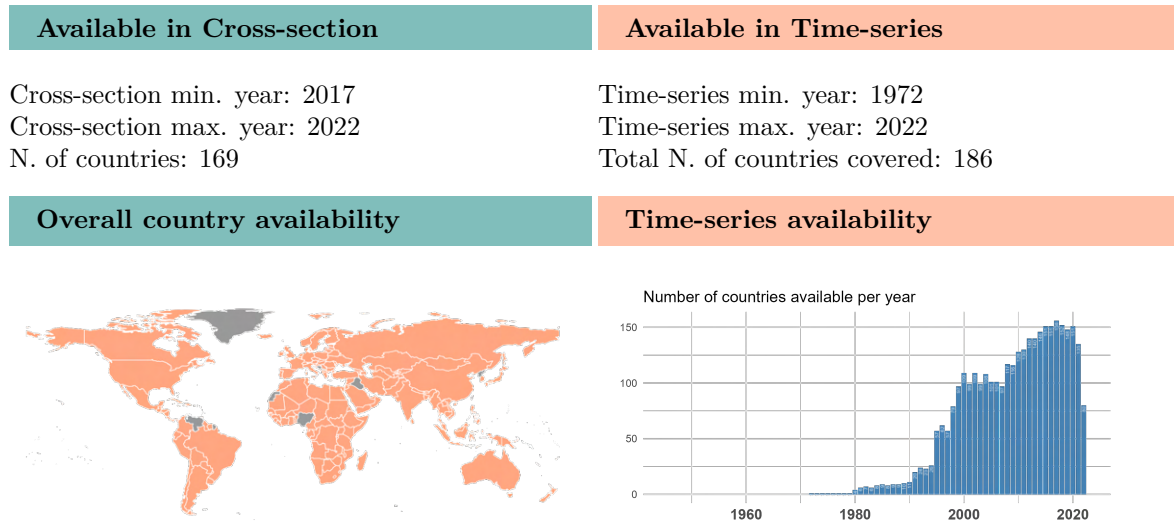 Available in Cross-section
Available in Time-series
Cross-section min. year: 2017
Cross-section max. year: 2022
N. of countries: 169
Time-series min. year: 1972
Time-series max. year: 2022
Total N. of countries covered: 186
Overall country availability
Time-series availability
Number of countries available per year
150
100
50
0
1960
1980
2000
2020